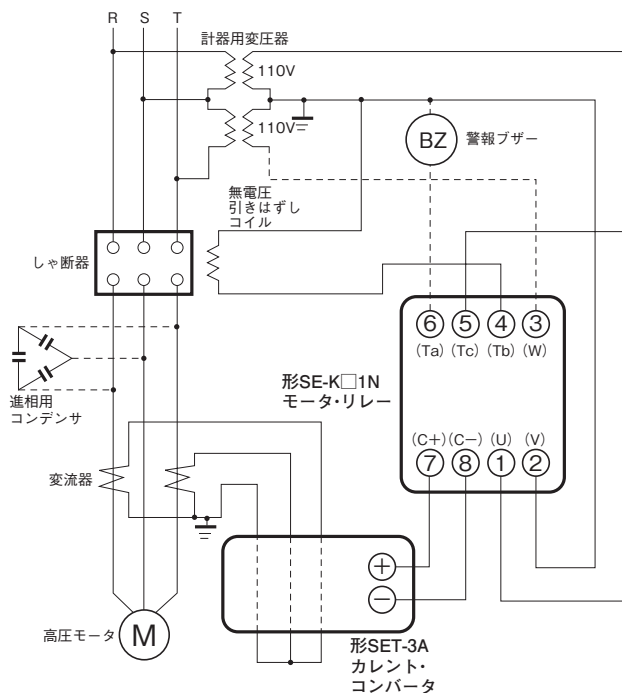 R S T
計器用変圧器
110V
110V
BZ 警報ブザー
無電圧
引きはずし
コイル
しゃ断器
⑥ ⑤ ④ ③
(Ta) (Tc) (Tb) (W)
形SE-K□1N
モータ・リレー
進相用
コンデンサ
(C+) (C−) (U) (V)
⑦ ⑧ ① ②
変流器
+
−
高圧モータ M
形SET-3A
カレント・
コンバータ